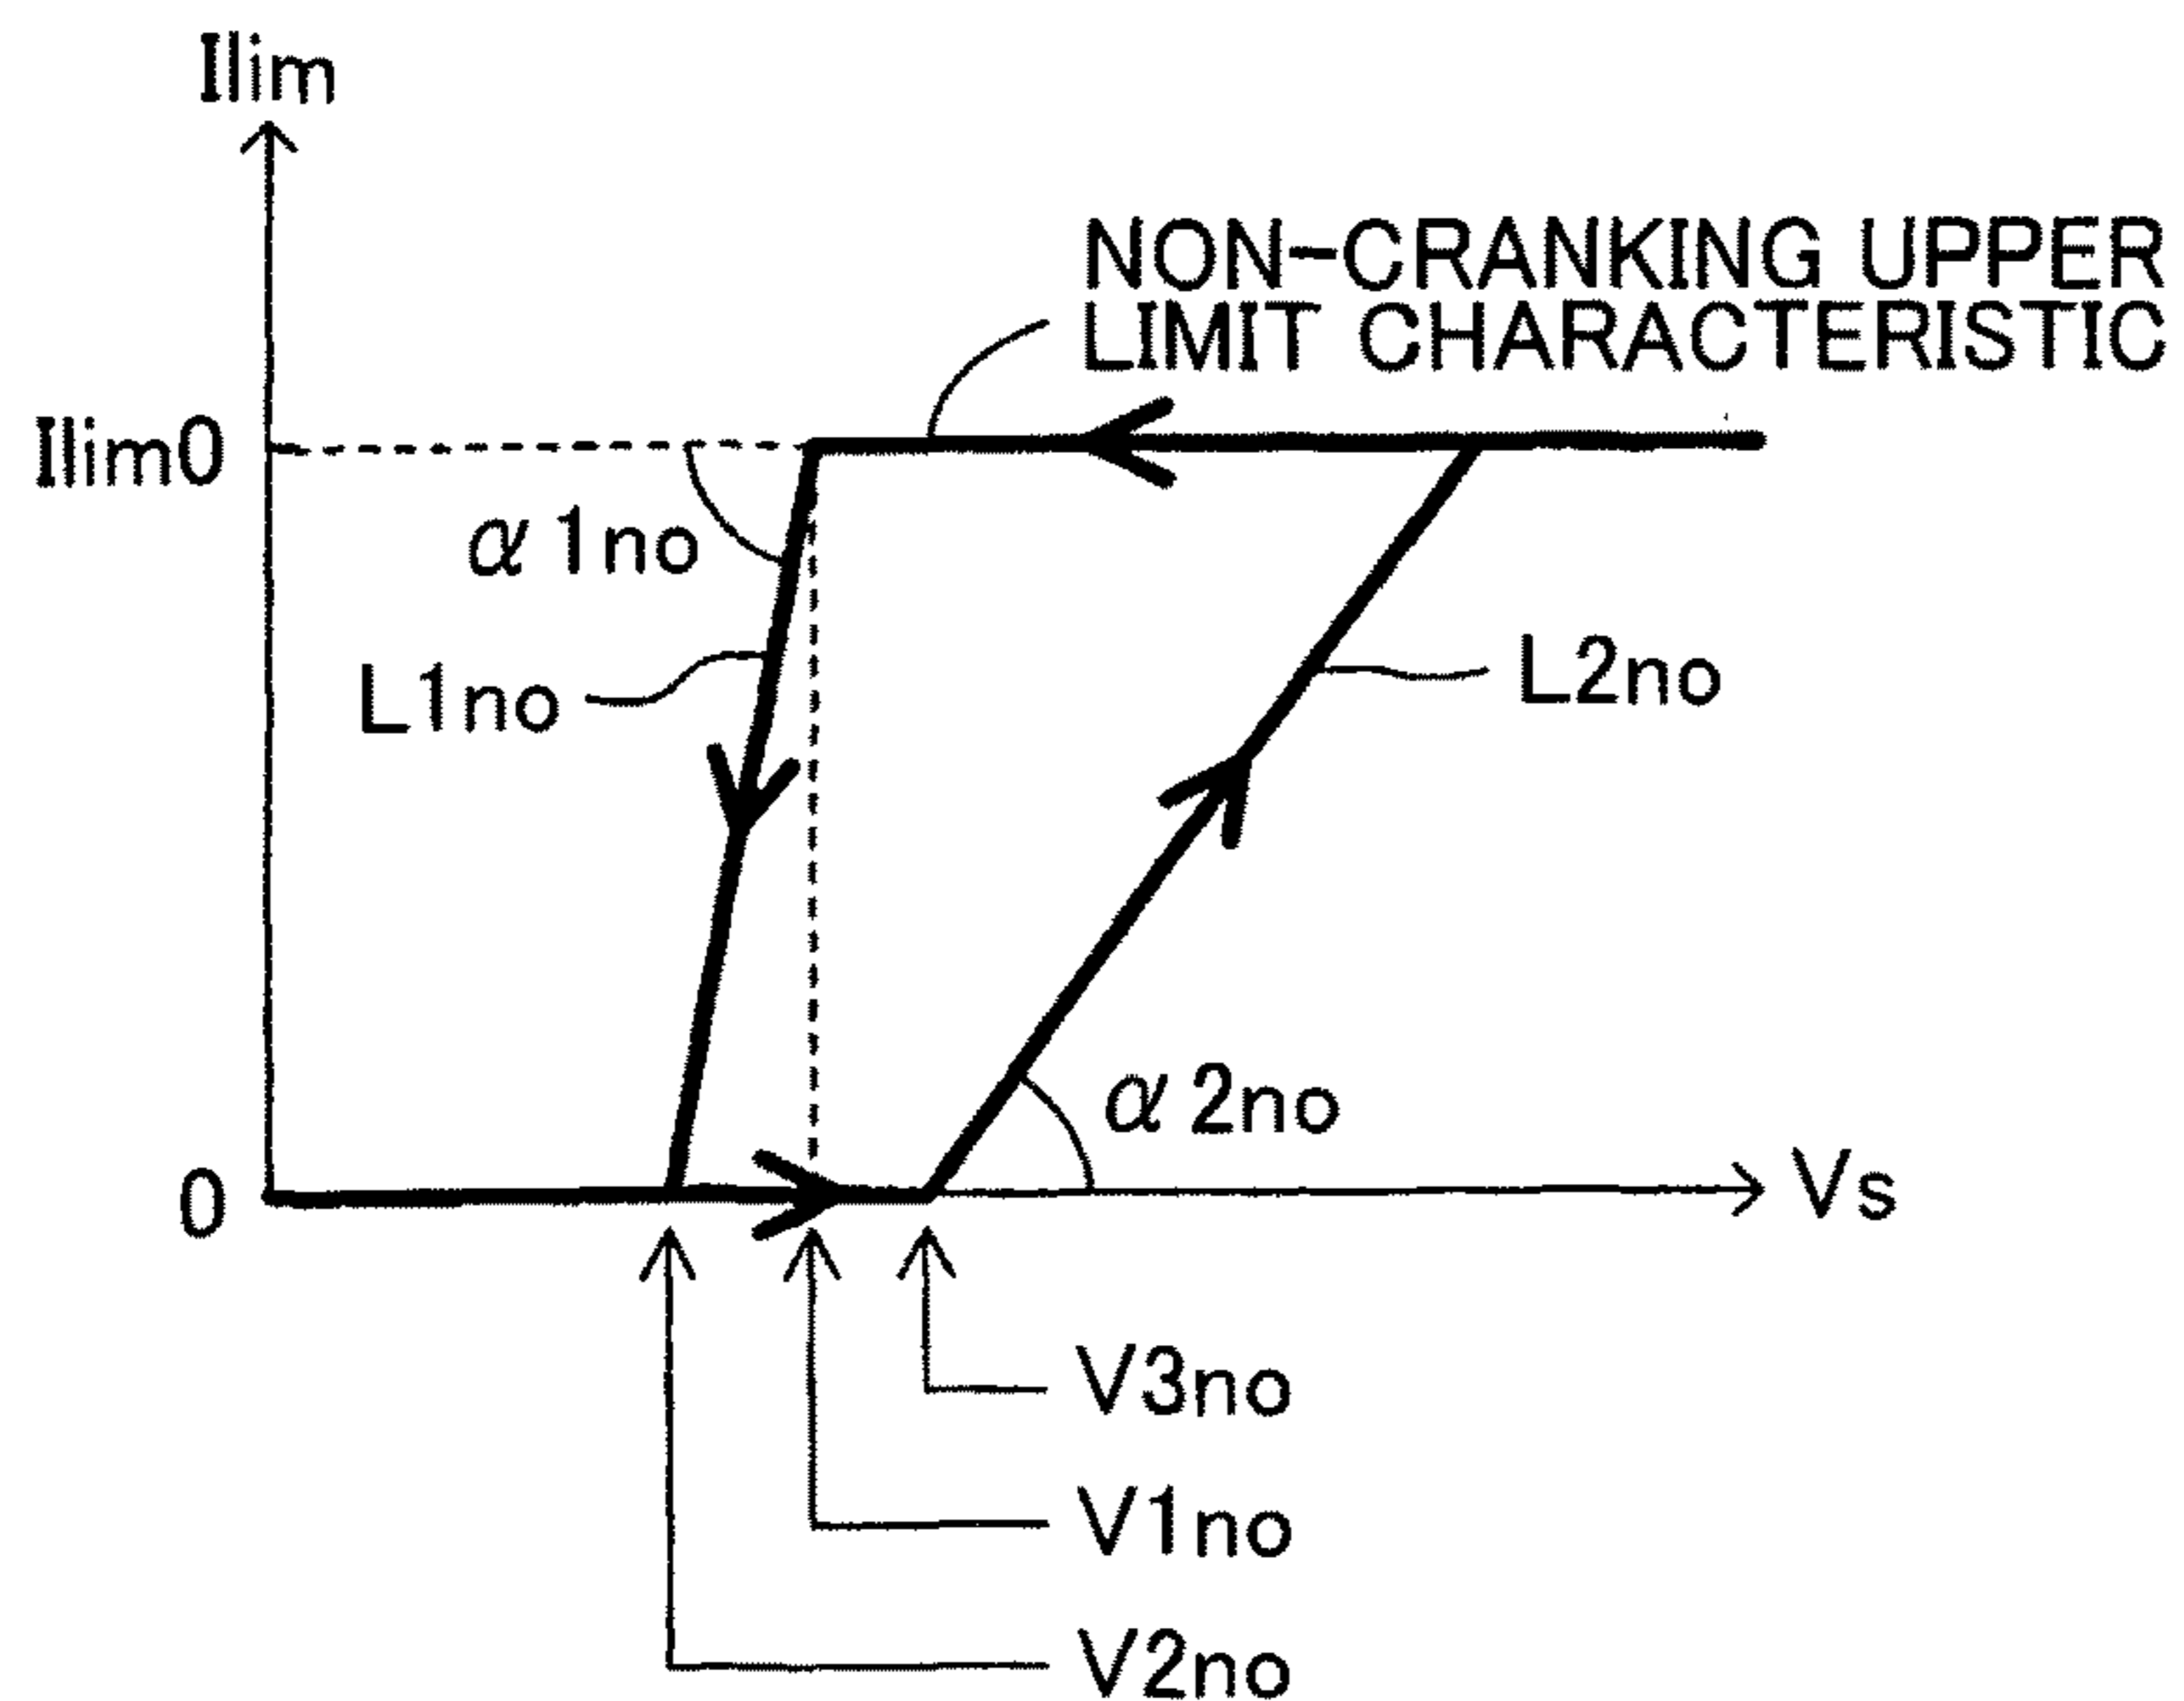 Ilim
NON-CRANKING UPPER
LIMIT CHARACTERISTIC
Ilim0
α1no
L1no
L2no
α2no
0
Vs
V3no
V1no
V2no